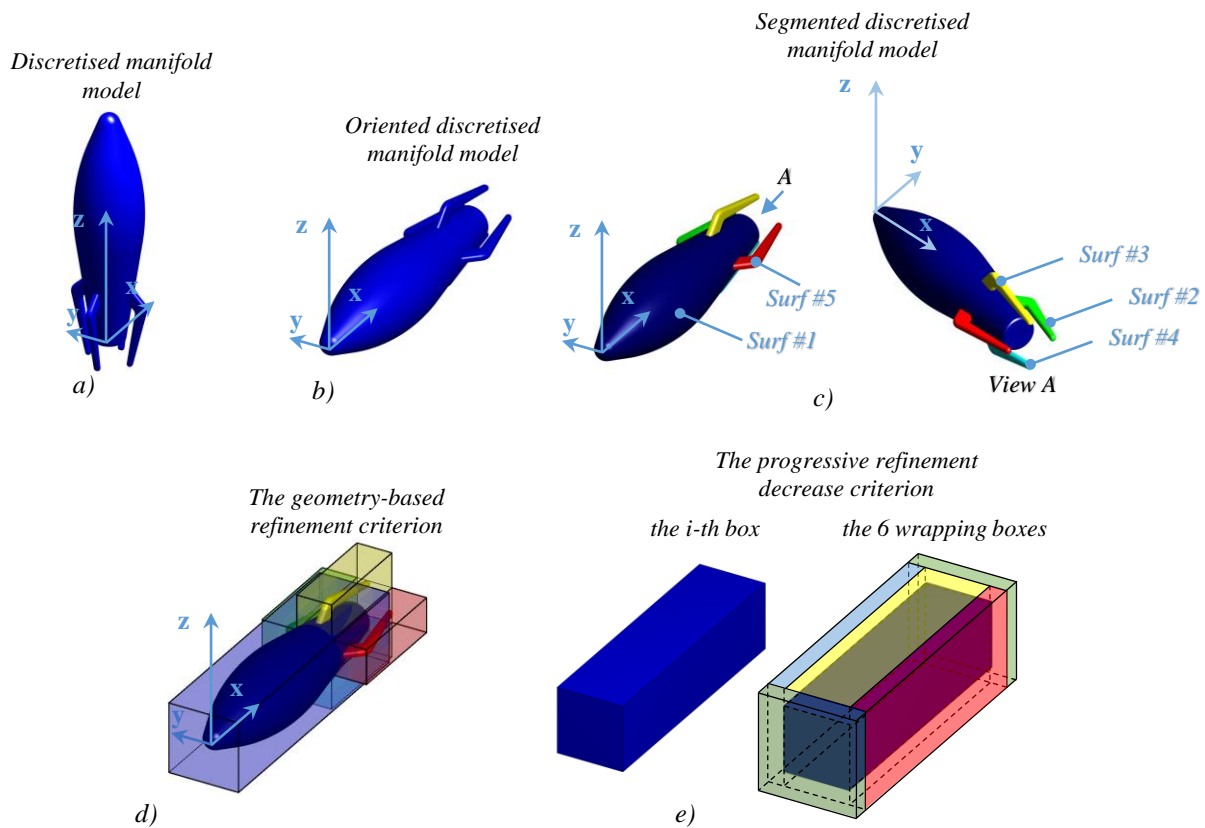 Discretised manifold
model
z
x
y
a)
Oriented discretised
manifold model
z
x
y
b)
Segmented discretised
manifold model
A
z
x
y
Surf #5
Surf #1
z
y
x
Surf #3
Surf #2
Surf #4
View A
c)
The geometry-based
refinement criterion
z
x
y
d)
The progressive refinement
decrease criterion
the i-th box
the 6 wrapping boxes
e)